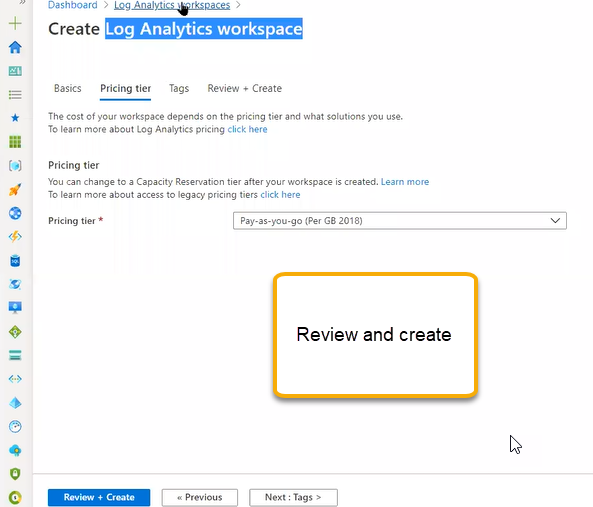 Dashboard > Log Analytics workspaces >
Create Log Analytics workspace
Basics Pricing tier Tags Review + Create
The cost of your workspace depends on the pricing tier and what solutions you use.
To learn more about Log Analytics pricing click here
Pricing tier
You can change to a Capacity Reservation tier after your workspace is created. Learn more
To learn more about access to legacy pricing tiers click here
Pricing tier * Pay-as-you-go (Per GB 2018)
Review and create
Review + Create « Previous Next : Tags >